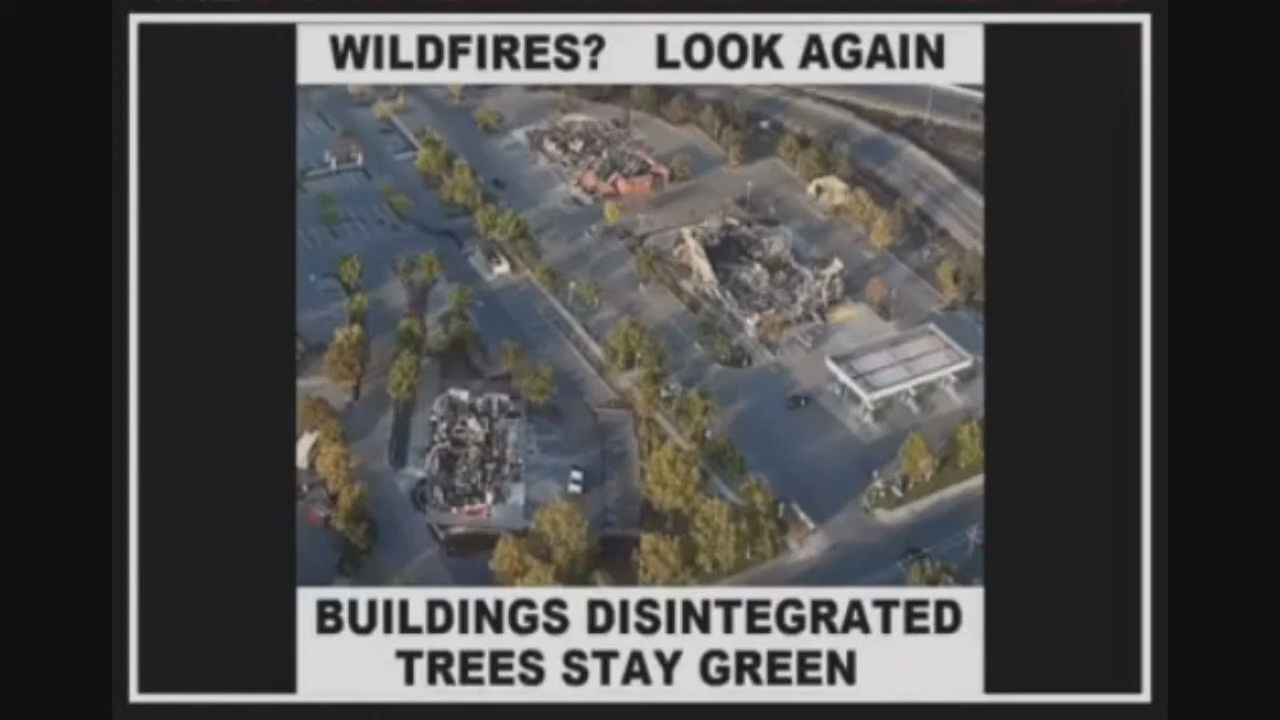 WILDFIRES? LOOK AGAIN
BUILDINGS DISINTEGRATED
TREES STAY GREEN